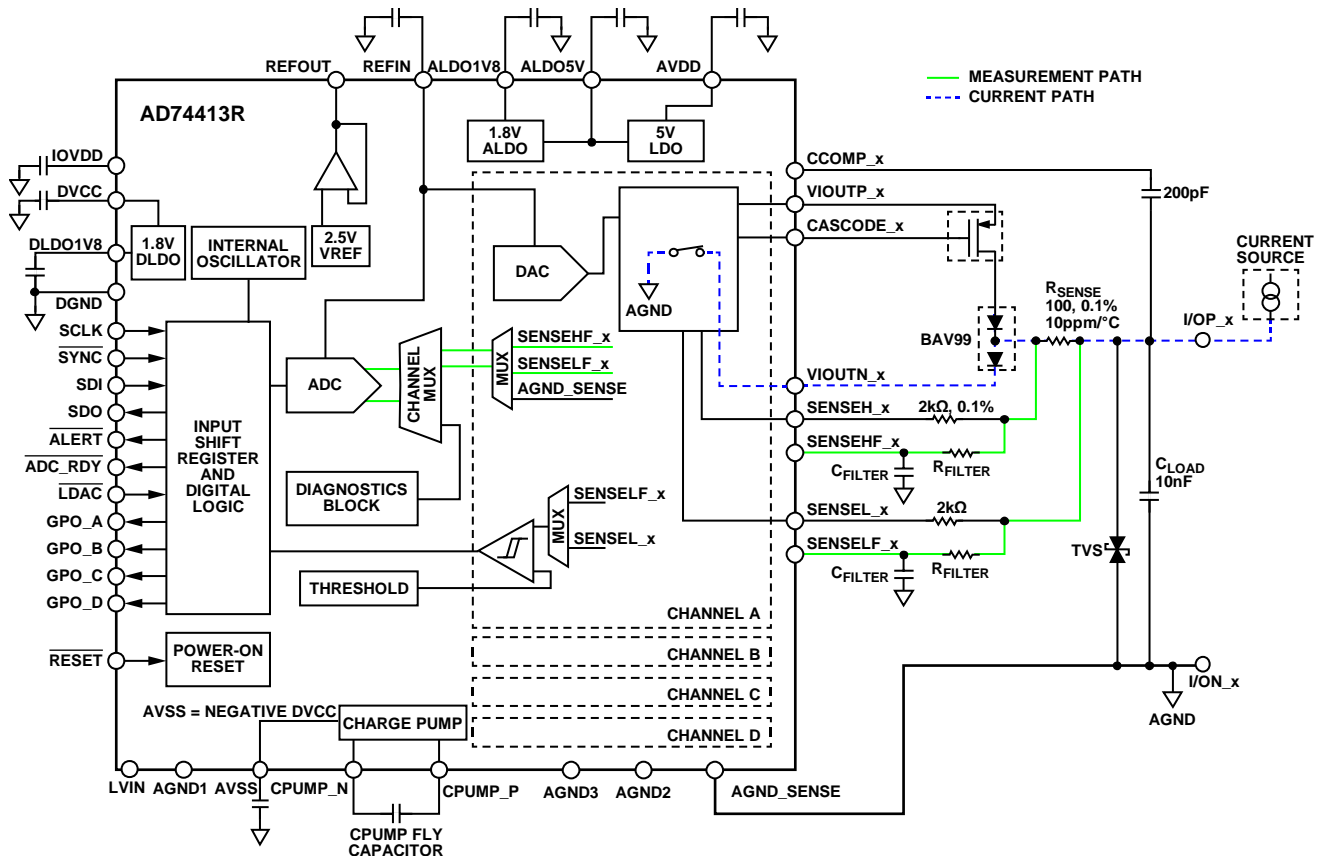 REFOUT
REFIN
ALDO1V8
ALDO5V
AVDD
MEASUREMENT PATH
CURRENT PATH
AD74413R
1.8V
ALDO
5V
LDO
IOVDD
DVCC
DLDO1V8
DGND
1.8V
DLDO
INTERNAL
OSCILLATOR
2.5V
VREF
DAC
AGND
CCOMP_x
VIOUTP_x
CASCODE_x
200pF
CURRENT
SOURCE
RSENSE
100, 0.1%
10ppm/°C
I/OP_x
BAV99
VIOUTN_x
SCLK
SYNC
SDI
SDO
ALERT
ADC_RDY
LDAC
GPO_A
GPO_B
GPO_C
GPO_D
RESET
INPUT
SHIFT
REGISTER
AND
DIGITAL
LOGIC
ADC
CHANNEL
MUX
MUX
SENSEHF_x
SENSELF_x
AGND_SENSE
SENSEH_x
2kΩ, 0.1%
SENSEHF_x
CFILTER
RFILTER
DIAGNOSTICS
BLOCK
MUX
SENSELF_x
SENSEL_x
THRESHOLD
SENSEL_x
2kΩ
SENSELF_x
CFILTER
RFILTER
CLOAD
10nF
TVS
CHANNEL A
CHANNEL B
CHANNEL C
CHANNEL D
POWER-ON
RESET
AVSS = NEGATIVE DVCC
CHARGE PUMP
I/ON_x
AGND
LVIN
AGND1
AVSS
CPUMP_N
CPUMP_P
AGND3
AGND2
AGND_SENSE
CPUMP FLY
CAPACITOR